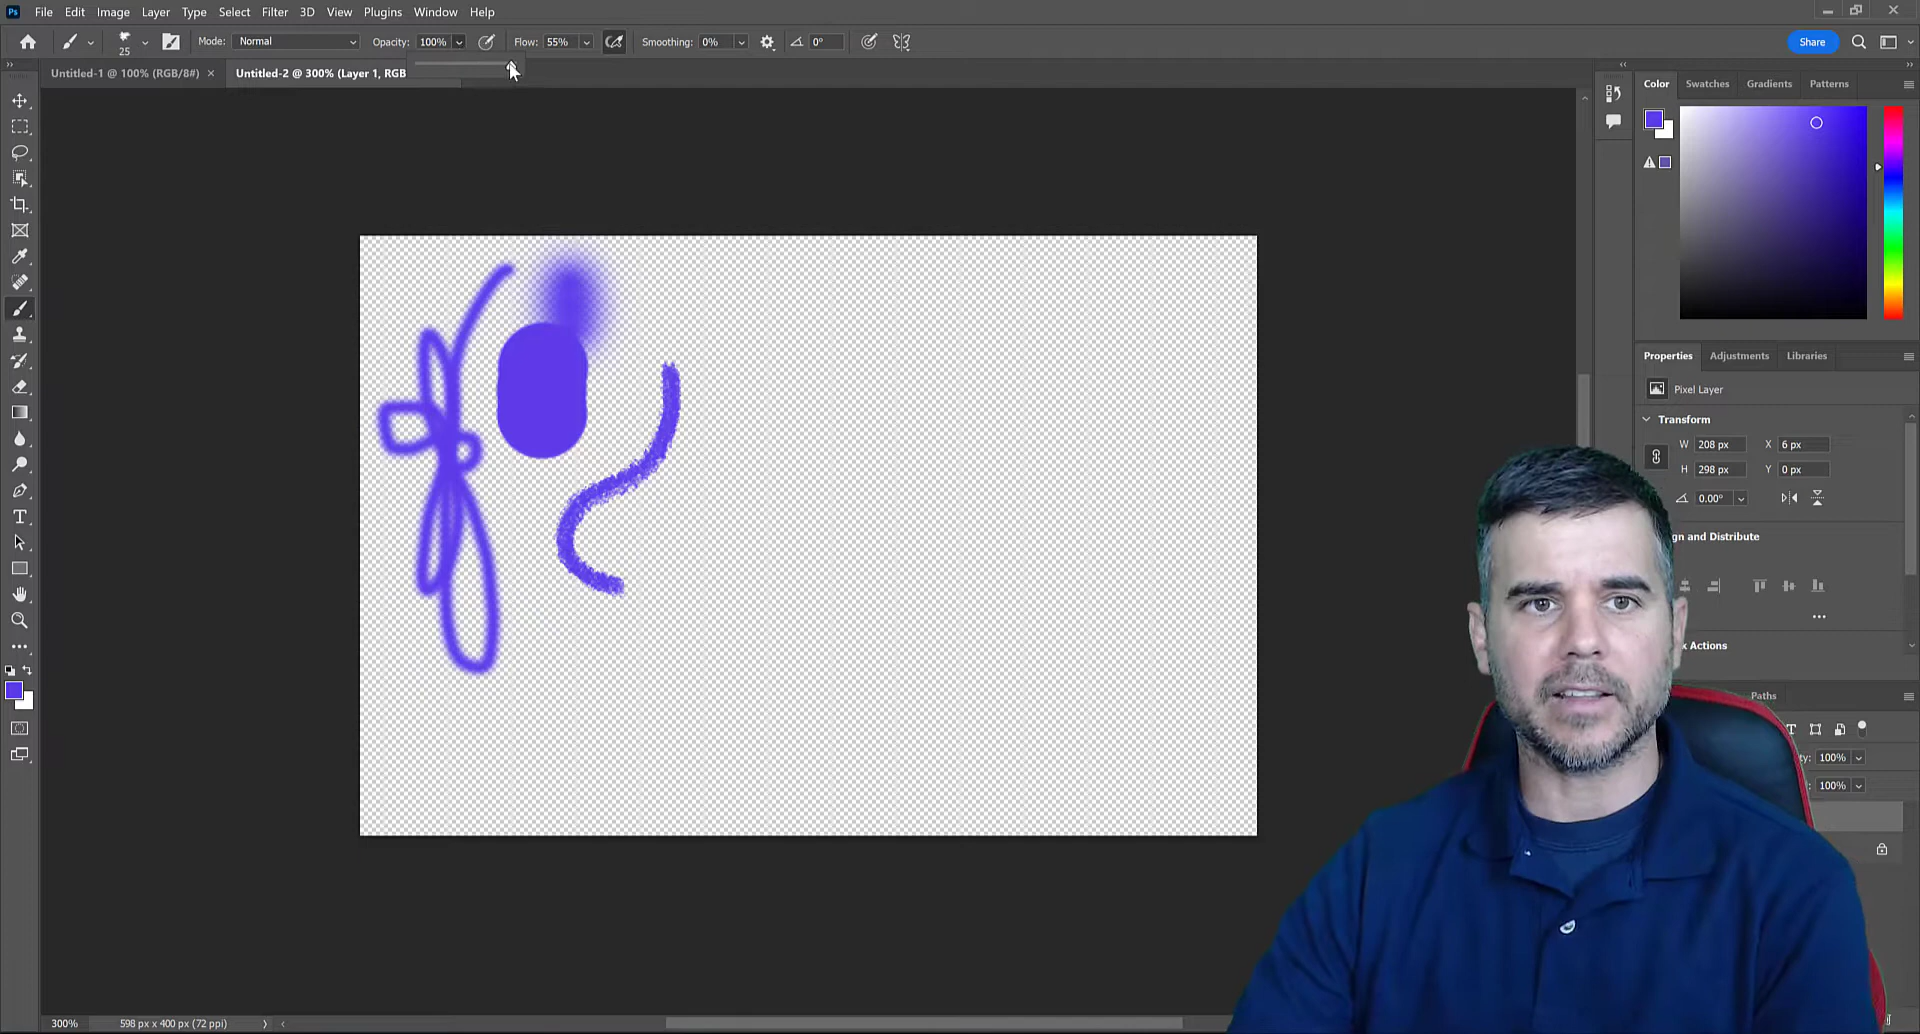 Ps File Edit Image Layer Type Select Filter 3D View Plugins Window Help
25 Mode: Normal Opacity: 100% Flow: 55% Smoothing: 0% 0° Share
Untitled-1 @ 100% (RGB/8#) × Untitled-2 @ 300% (Layer 1, RGB
Color Swatches Gradients Patterns
Properties Adjustments Libraries
Pixel Layer
Transform
W 208 px X 6 px
H 298 px Y 0 px
0.00°
gn and Distribute
k Actions
Paths
ty: 100%
100%
300% 598 px x 400 px (72 ppi)